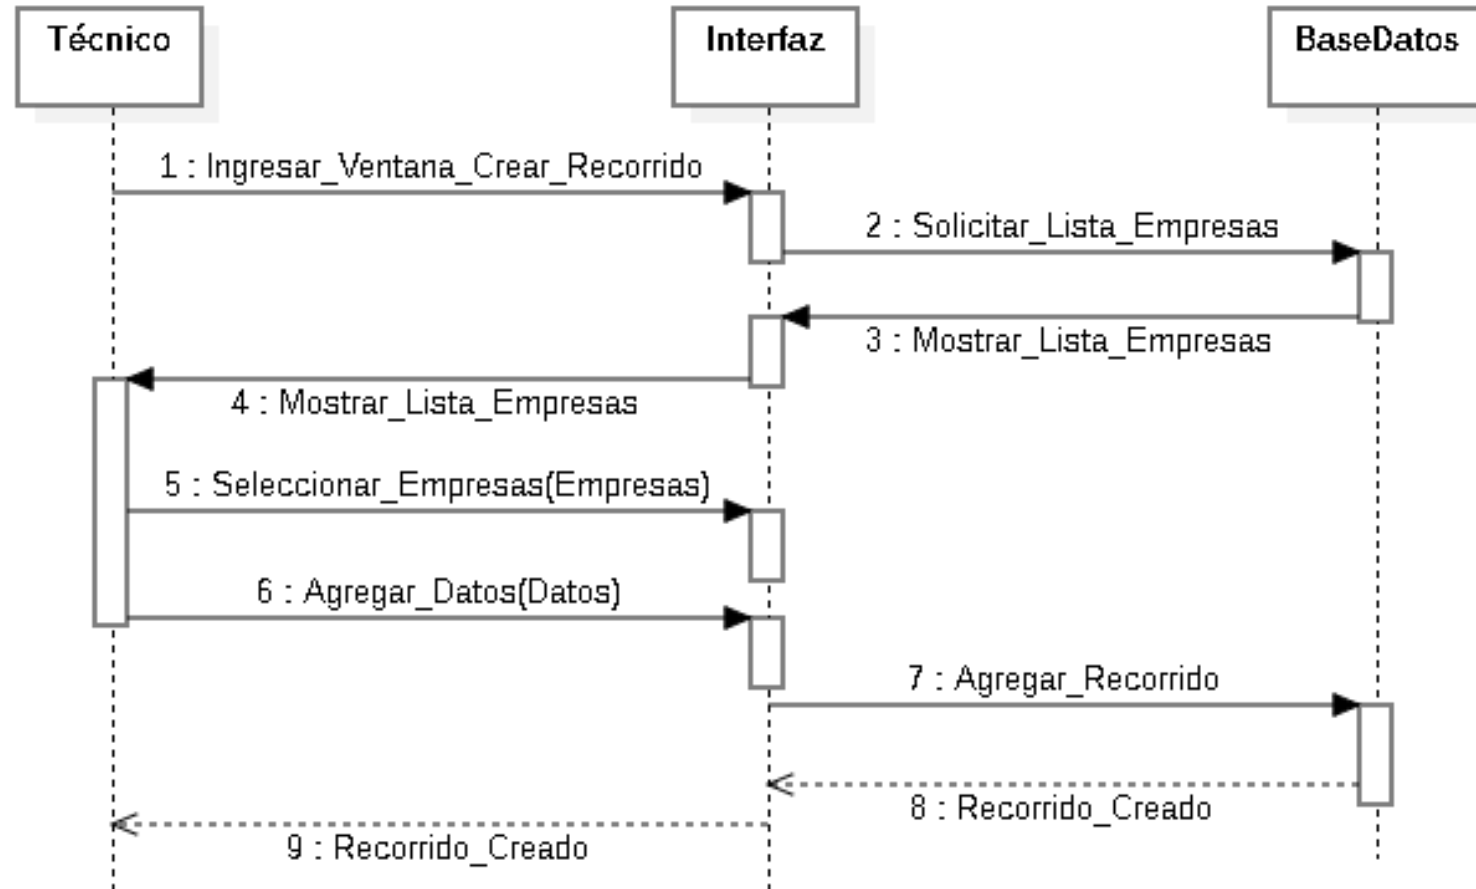 Técnico
Interfaz
BaseDatos
1 : Ingresar_Ventana_Crear_Recorrido
2 : Solicitar_Lista_Empresas
3 : Mostrar_Lista_Empresas
4 : Mostrar_Lista_Empresas
5 : Seleccionar_Empresas(Empresas)
6 : Agregar_Datos(Datos)
7 : Agregar_Recorrido
8 : Recorrido_Creado
9 : Recorrido_Creado